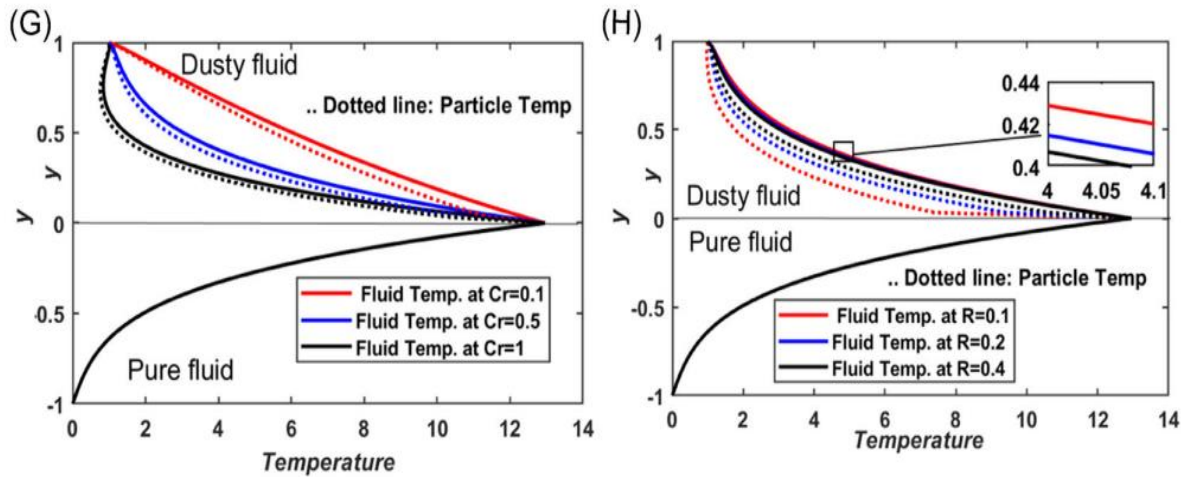 (G)
1
0.5
0
-0.5
-1
y
Dusty fluid
.. Dotted line: Particle Temp
Fluid Temp. at Cr=0.1
Fluid Temp. at Cr=0.5
Fluid Temp. at Cr=1
Pure fluid
0 2 4 6 8 10 12 14
Temperature
(H)
1
0.5
0
-0.5
-1
y
0.44
0.42
0.4
4 4.05 4.1
Dusty fluid
Pure fluid
.. Dotted line: Particle Temp
Fluid Temp. at R=0.1
Fluid Temp. at R=0.2
Fluid Temp. at R=0.4
0 2 4 6 8 10 12 14
Temperature